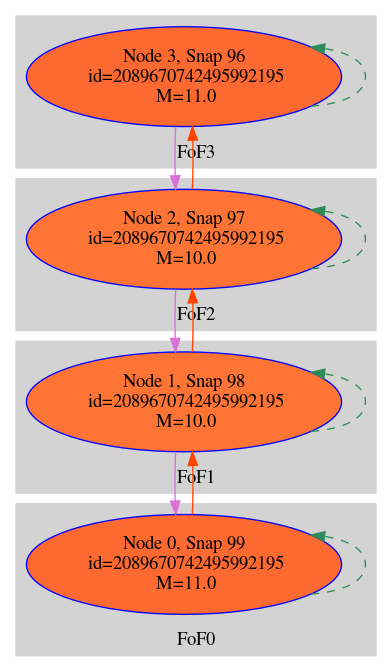 Node 3, Snap 96
id=2089670742495992195
M=11.0
FoF3
Node 2, Snap 97
id=2089670742495992195
M=10.0
FoF2
Node 1, Snap 98
id=2089670742495992195
M=10.0
FoF1
Node 0, Snap 99
id=2089670742495992195
M=11.0
FoF0